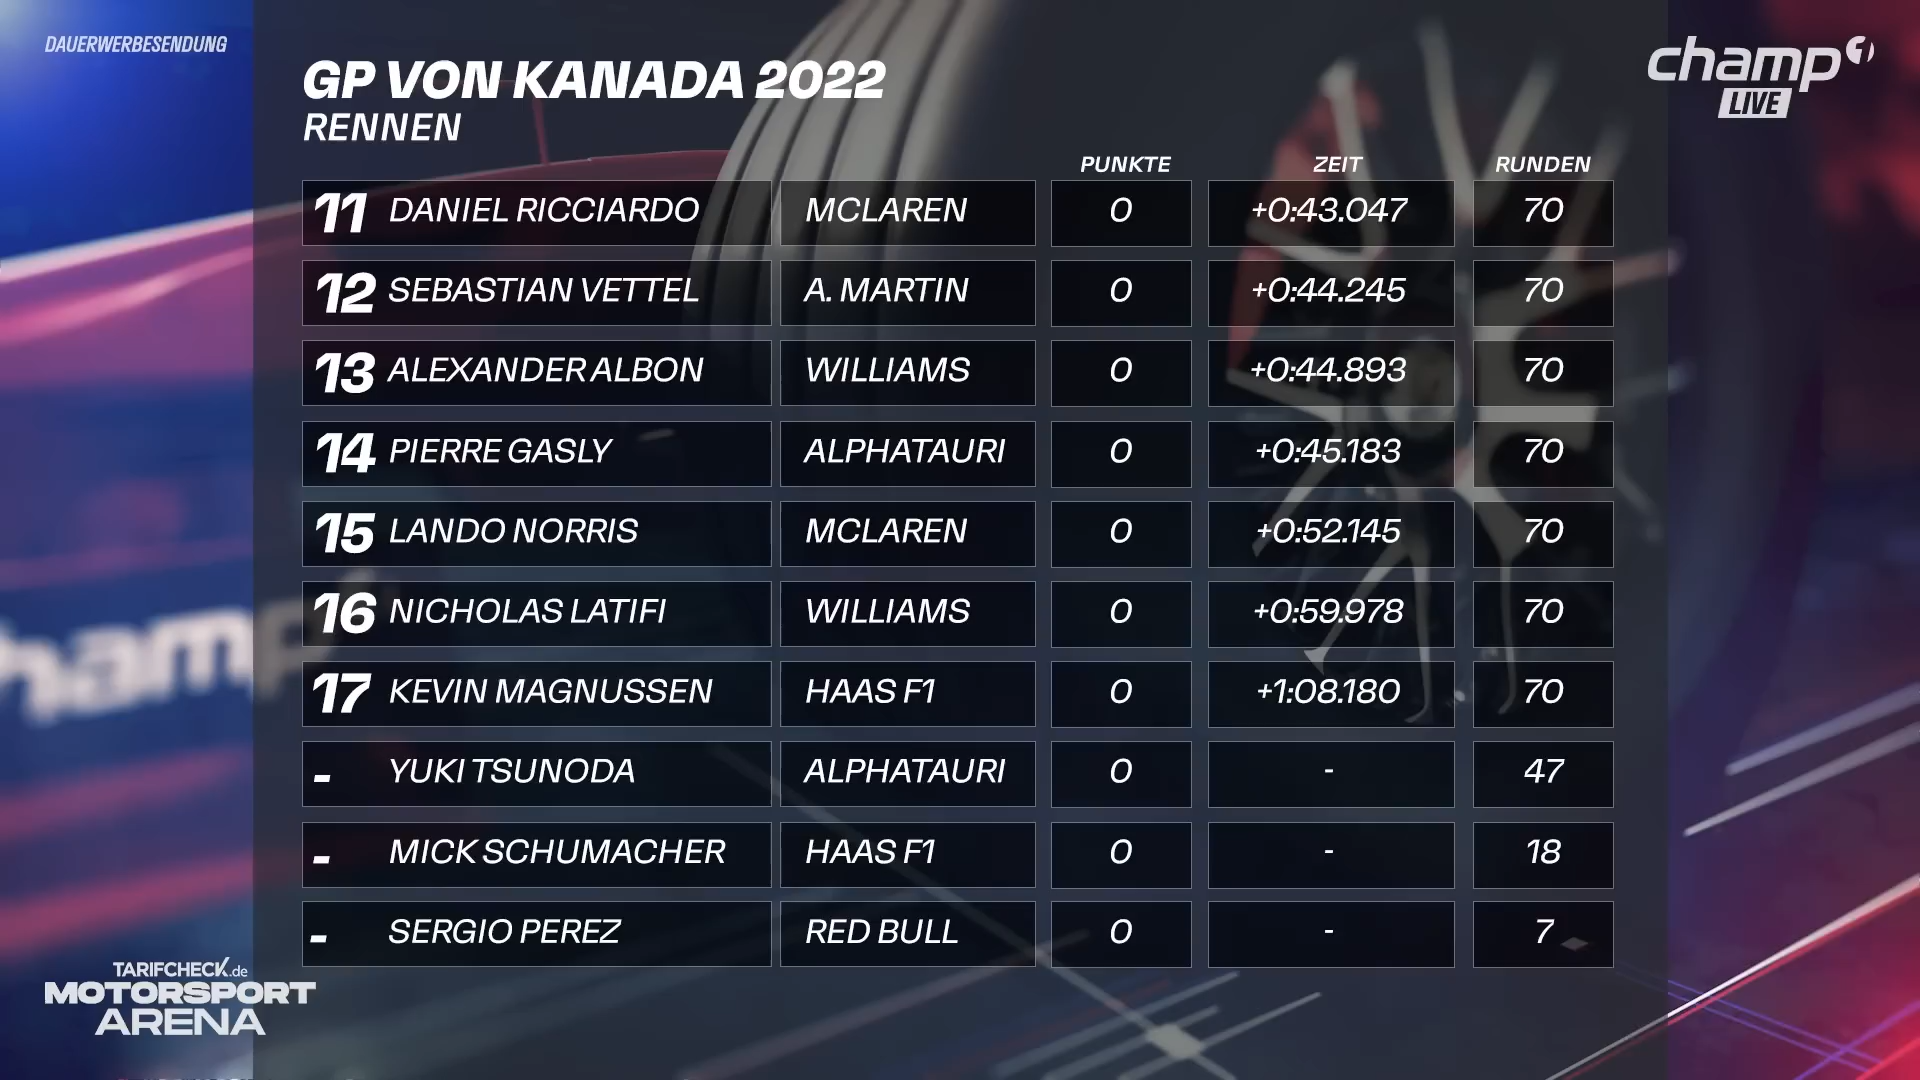 DAUERWERBESENDUNG
GP VON KANADA 2022
RENNEN
champ1
LIVE
PUNKTE ZEIT RUNDEN
11 DANIEL RICCIARDO MCLAREN 0 +0:43.047 70
12 SEBASTIAN VETTEL A. MARTIN 0 +0:44.245 70
13 ALEXANDER ALBON WILLIAMS 0 +0:44.893 70
14 PIERRE GASLY ALPHATAURI 0 +0:45.183 70
15 LANDO NORRIS MCLAREN 0 +0:52.145 70
16 NICHOLAS LATIFI WILLIAMS 0 +0:59.978 70
17 KEVIN MAGNUSSEN HAAS F1 0 +1:08.180 70
- YUKI TSUNODA ALPHATAURI 0 - 47
- MICK SCHUMACHER HAAS F1 0 - 18
- SERGIO PEREZ RED BULL 0 - 7
champ
TARIFCHECK.de
MOTORSPORT
ARENA